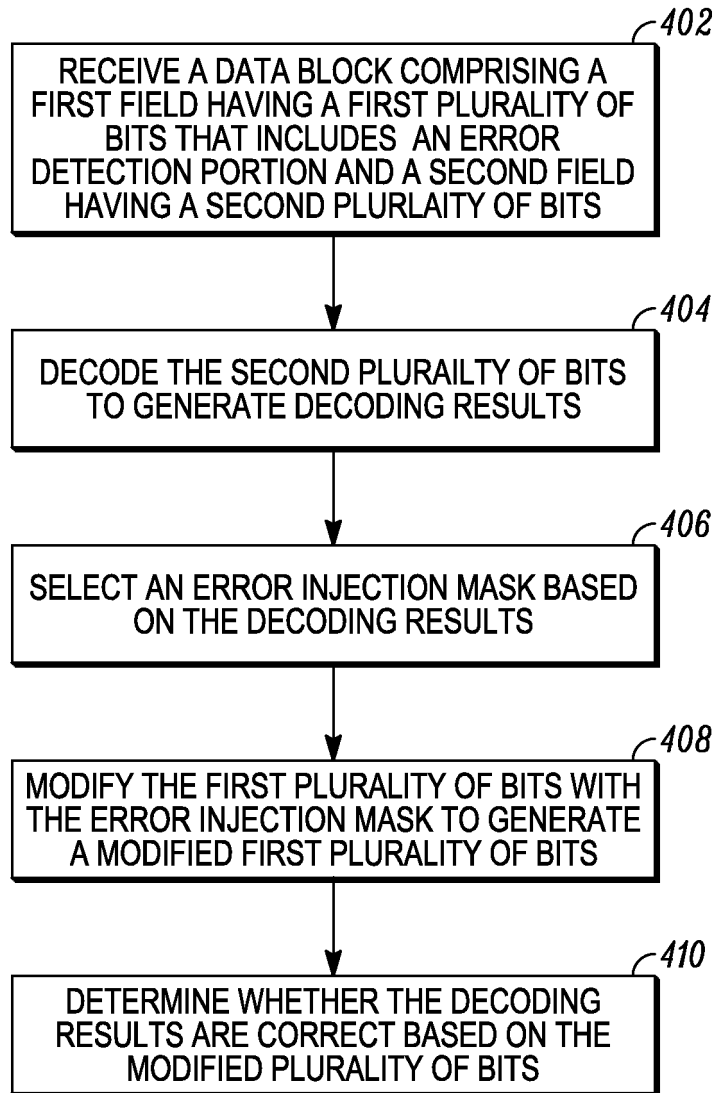 402
RECEIVE A DATA BLOCK COMPRISING A
FIRST FIELD HAVING A FIRST PLURALITY OF
BITS THAT INCLUDES AN ERROR
DETECTION PORTION AND A SECOND FIELD
HAVING A SECOND PLURLAITY OF BITS
404
DECODE THE SECOND PLURAILTY OF BITS
TO GENERATE DECODING RESULTS
406
SELECT AN ERROR INJECTION MASK BASED
ON THE DECODING RESULTS
408
MODIFY THE FIRST PLURALITY OF BITS WITH
THE ERROR INJECTION MASK TO GENERATE
A MODIFIED FIRST PLURALITY OF BITS
410
DETERMINE WHETHER THE DECODING
RESULTS ARE CORRECT BASED ON THE
MODIFIED PLURALITY OF BITS